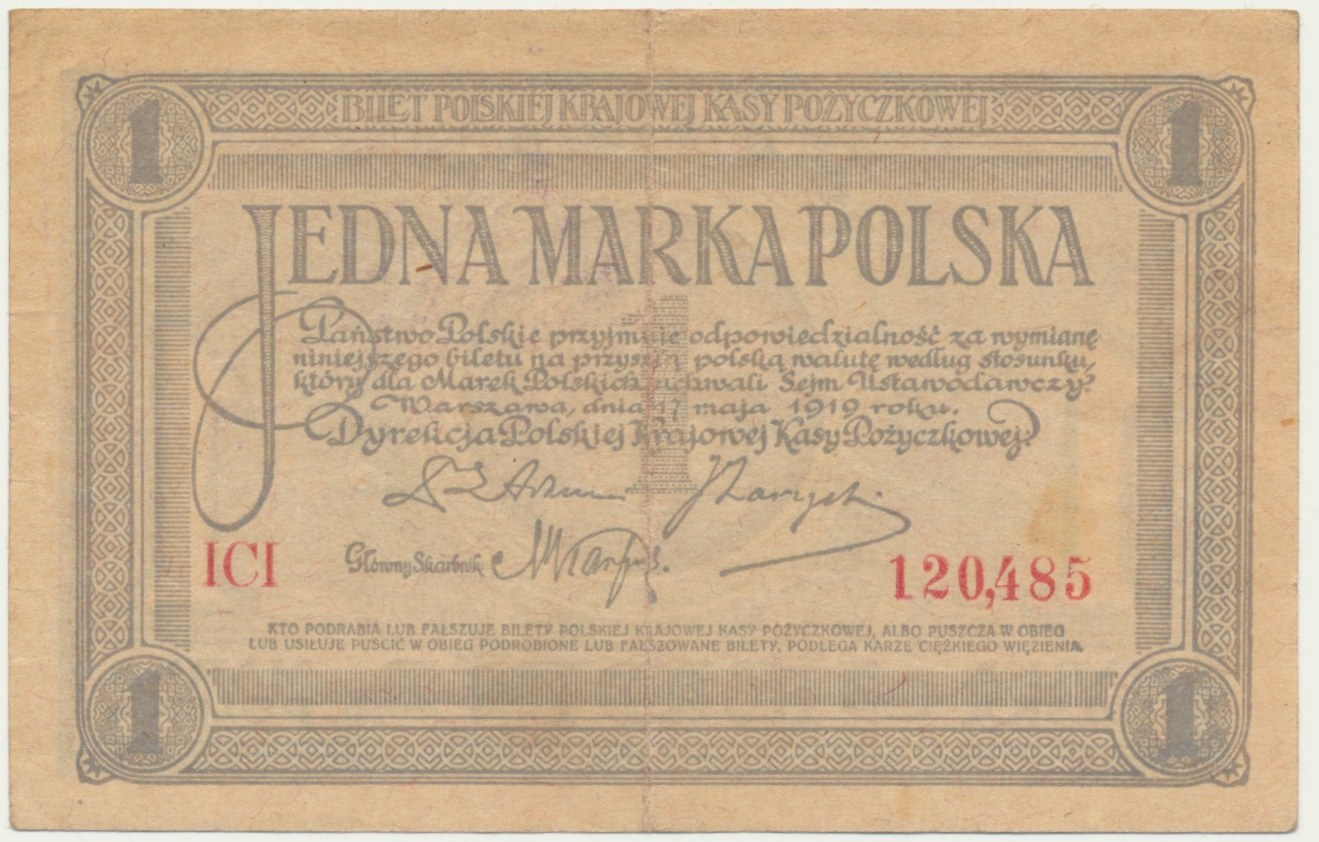 1 BILET POLSKIEJ KRAJOWEJ KASY POŻYCZKOWEJ 1
JEDNA MARKA POLSKA
Państwo Polskie przyjmuje odpowiedzialność za wymianę
niniejszego biletu na przyszłą polską walutę według stosunku,
który dla Marek Polskich uchwali Sejm Ustawodawczy.
Warszawa, dnia 17 maja 1919 roku.
Dyrekcja Polskiej Krajowej Kasy Pożyczkowej.
1
ICI Główny Skarbnik 120,485
KTO PODRABIA LUB FAŁSZUJE BILETY POLSKIEJ KRAJOWEJ KASY POŻYCZKOWEJ, ALBO PUSZCZA W OBIEG
LUB USIŁUJE PUŚCIĆ W OBIEG PODROBIONE LUB FAŁSZOWANE BILETY, PODLEGA KARZE CIĘŻKIEGO WIĘZIENIA.
1 1